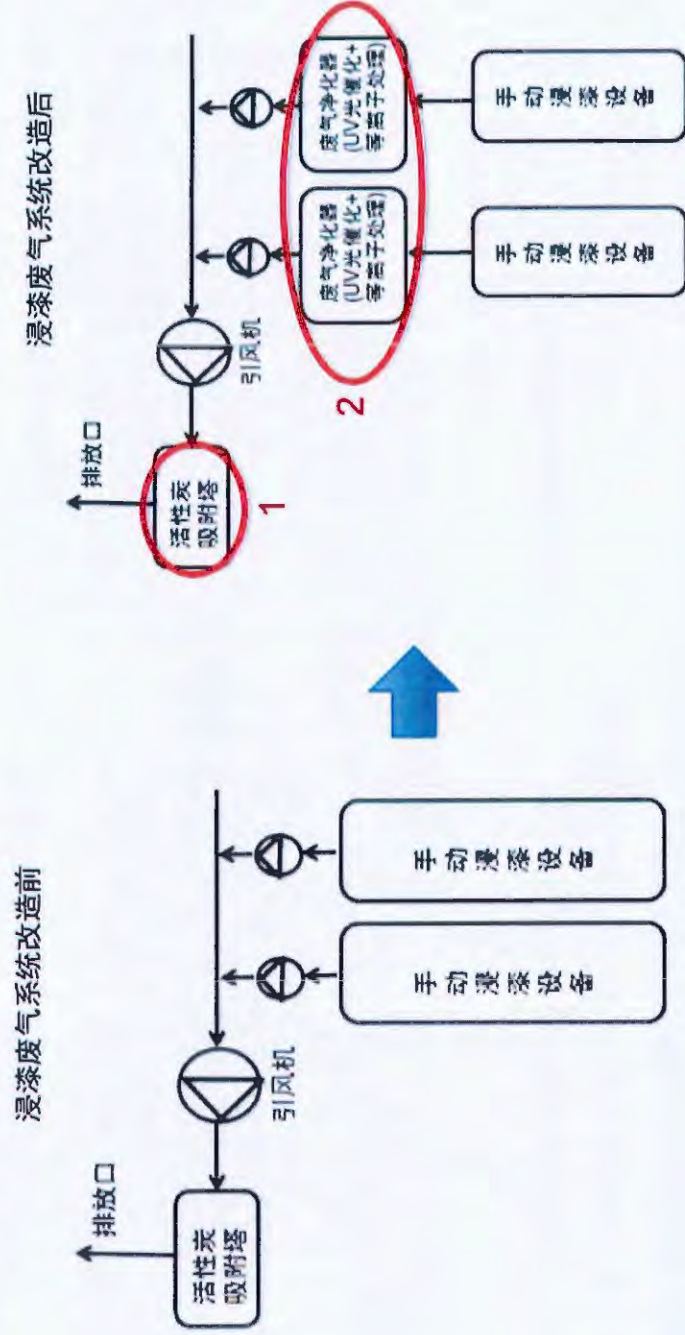 浸漆废气系统改造前
排放口
活性炭
吸附塔
引风机
手动浸漆设备
手动浸漆设备
浸漆废气系统改造后
排放口
活性炭
吸附塔
1
引风机
2
废气净化器
(UV光催化+
等离子处理)
废气净化器
(UV光催化+
等离子处理)
手动浸漆设备
手动浸漆设备